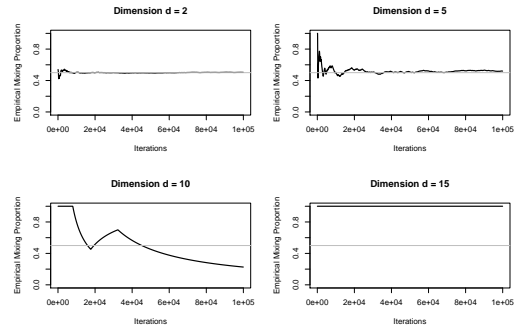 Dimension d = 2
Empirical Mixing Proportion
0.0 0.4 0.8
0e+00 2e+04 4e+04 6e+04 8e+04 1e+05
Iterations
Dimension d = 5
Empirical Mixing Proportion
0.0 0.4 0.8
0e+00 2e+04 4e+04 6e+04 8e+04 1e+05
Iterations
Dimension d = 10
Empirical Mixing Proportion
0.0 0.4 0.8
0e+00 2e+04 4e+04 6e+04 8e+04 1e+05
Iterations
Dimension d = 15
Empirical Mixing Proportion
0.0 0.4 0.8
0e+00 2e+04 4e+04 6e+04 8e+04 1e+05
Iterations